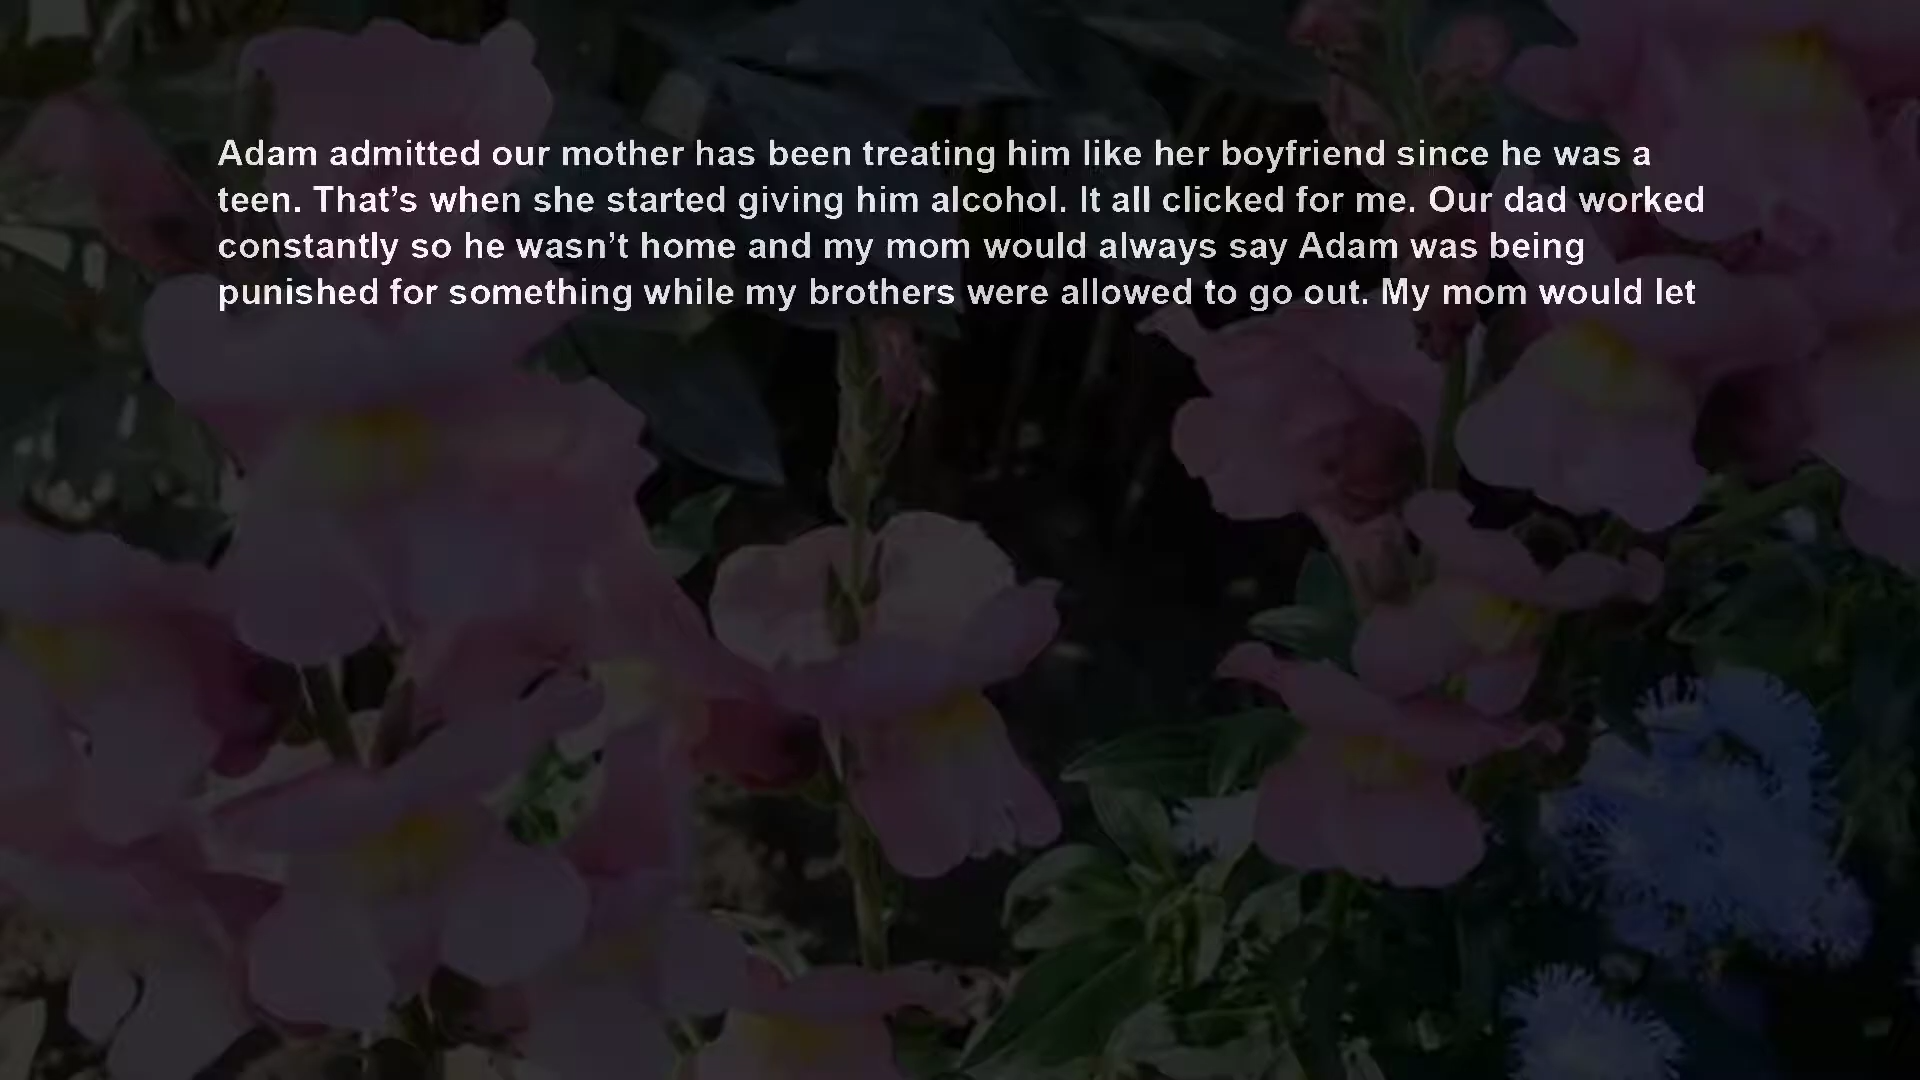 Adam admitted our mother has been treating him like her boyfriend since he was a
teen. That’s when she started giving him alcohol. It all clicked for me. Our dad worked
constantly so he wasn’t home and my mom would always say Adam was being
punished for something while my brothers were allowed to go out. My mom would let